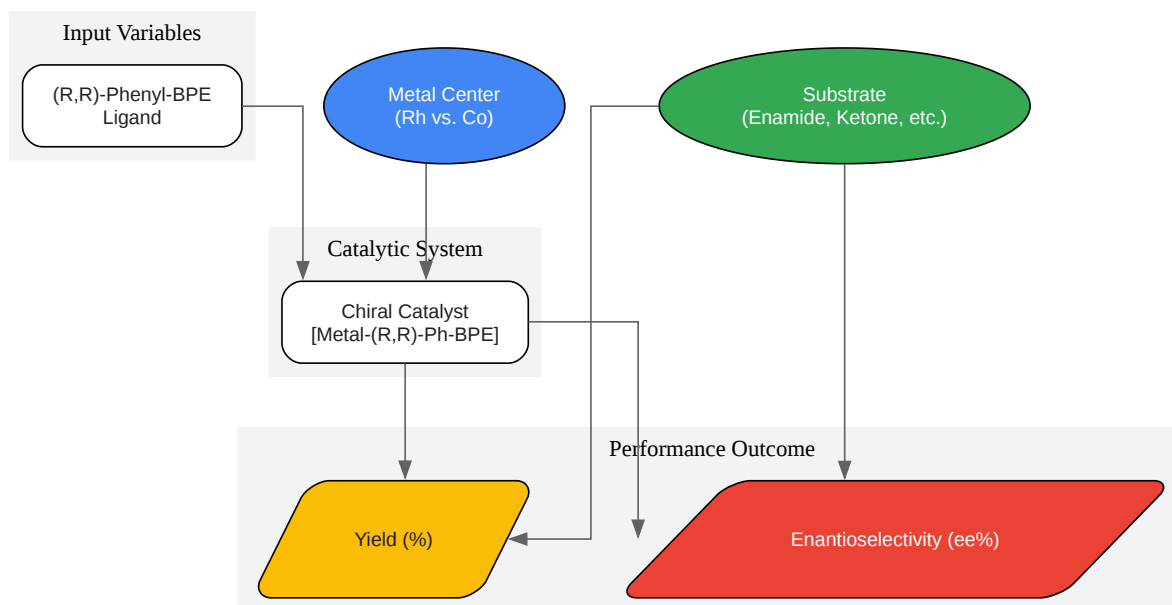 Input Variables
(R,R)-Phenyl-BPE
Ligand
Metal Center
(Rh vs. Co)
Substrate
(Enamide, Ketone, etc.)
Catalytic System
Chiral Catalyst
[Metal-(R,R)-Ph-BPE]
Performance Outcome
Yield (%)
Enantioselectivity (ee%)